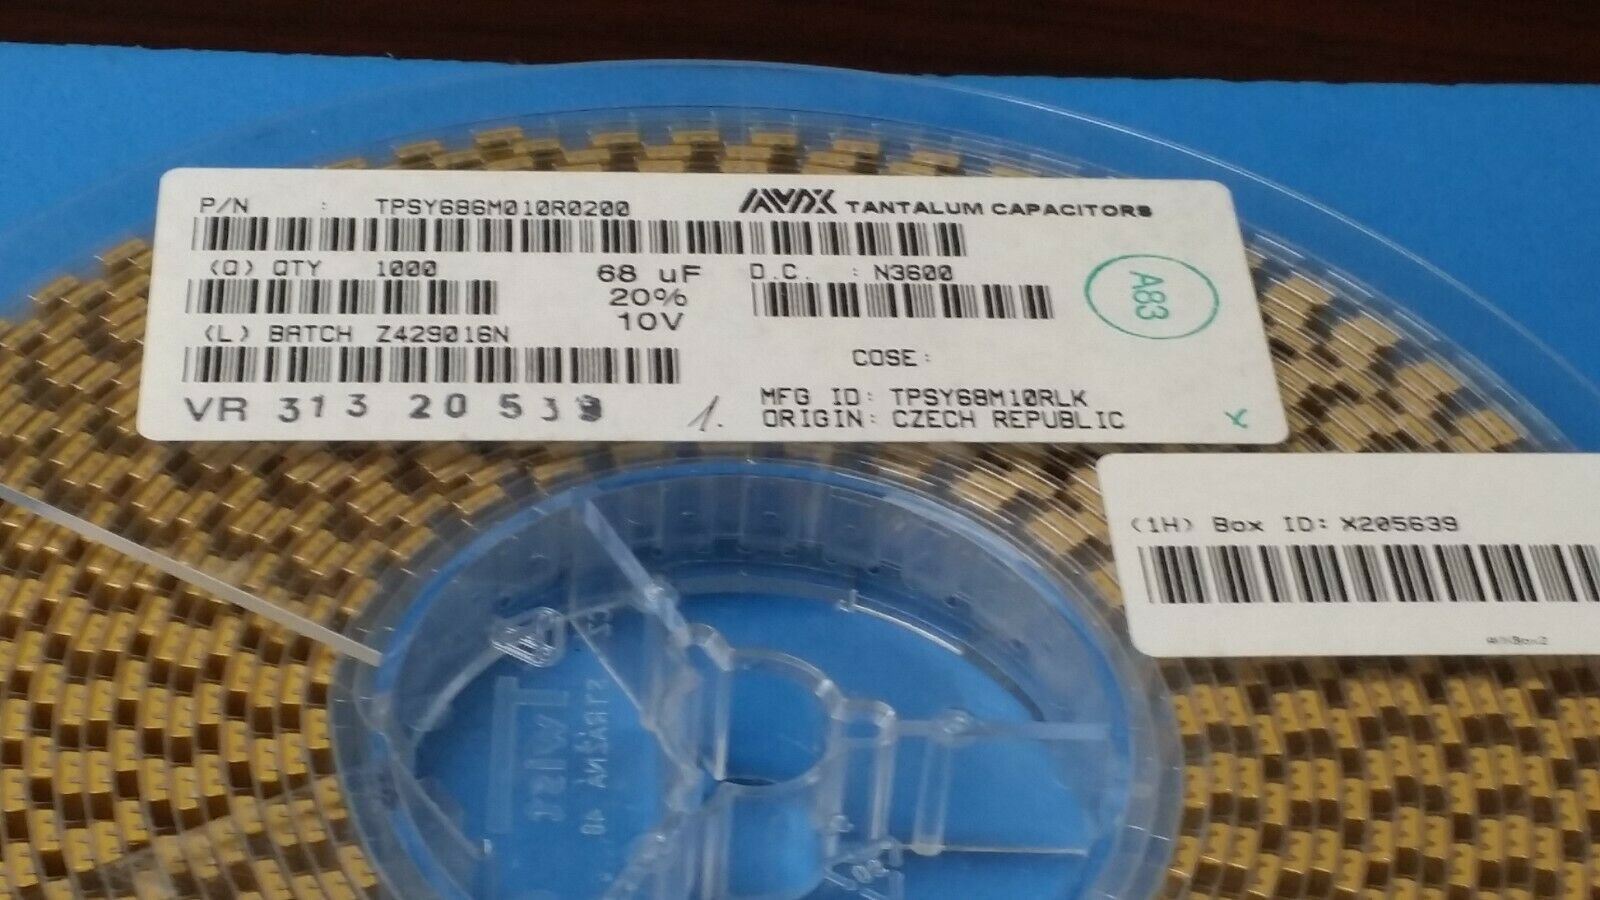 P/N : TPSY686M010R0200
AVX TANTALUM CAPACITORS
(Q) QTY 1000
68 uF
20%
10V
D.C. : N3600
A83
(L) BATCH Z429016N
COSE:
MFG ID: TPSY68M10RLK
ORIGIN: CZECH REPUBLIC
VR 313 20 539
1.
x
(1H) Box ID: X205639